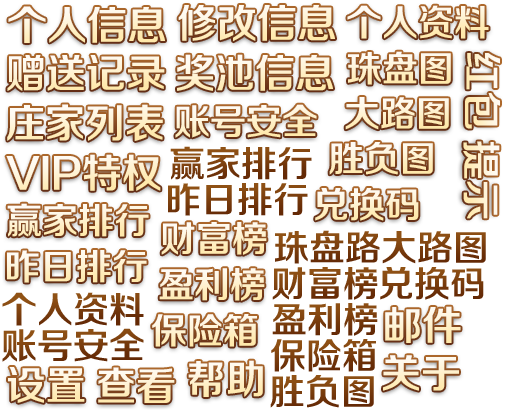 个人信息 修改信息 个人资料
赠送记录 奖池信息 珠盘图 红包
庄家列表 账号安全 大路图
VIP特权 赢家排行 胜负图 提示
昨日排行 兑换码
赢家排行 财富榜 珠盘路大路图
昨日排行 盈利榜 财富榜兑换码
个人资料 保险箱 盈利榜 邮件
账号安全 保险箱
设置 查看 帮助 胜负图 关于